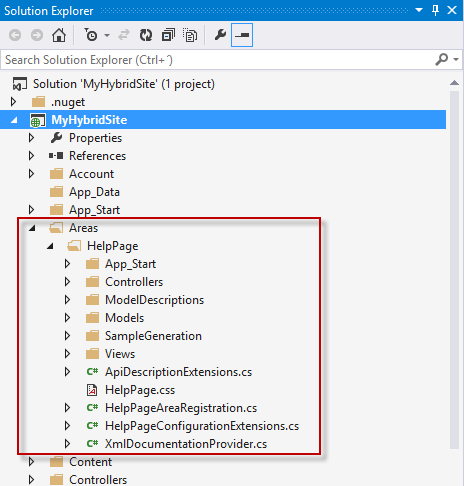 Solution Explorer
Search Solution Explorer (Ctrl+´)
Solution 'MyHybridSite' (1 project)
.nuget
MyHybridSite
Properties
References
Account
App_Data
App_Start
Areas
HelpPage
App_Start
Controllers
ModelDescriptions
Models
SampleGeneration
Views
C# ApiDescriptionExtensions.cs
HelpPage.css
C# HelpPageAreaRegistration.cs
C# HelpPageConfigurationExtensions.cs
C# XmlDocumentationProvider.cs
Content
Controllers